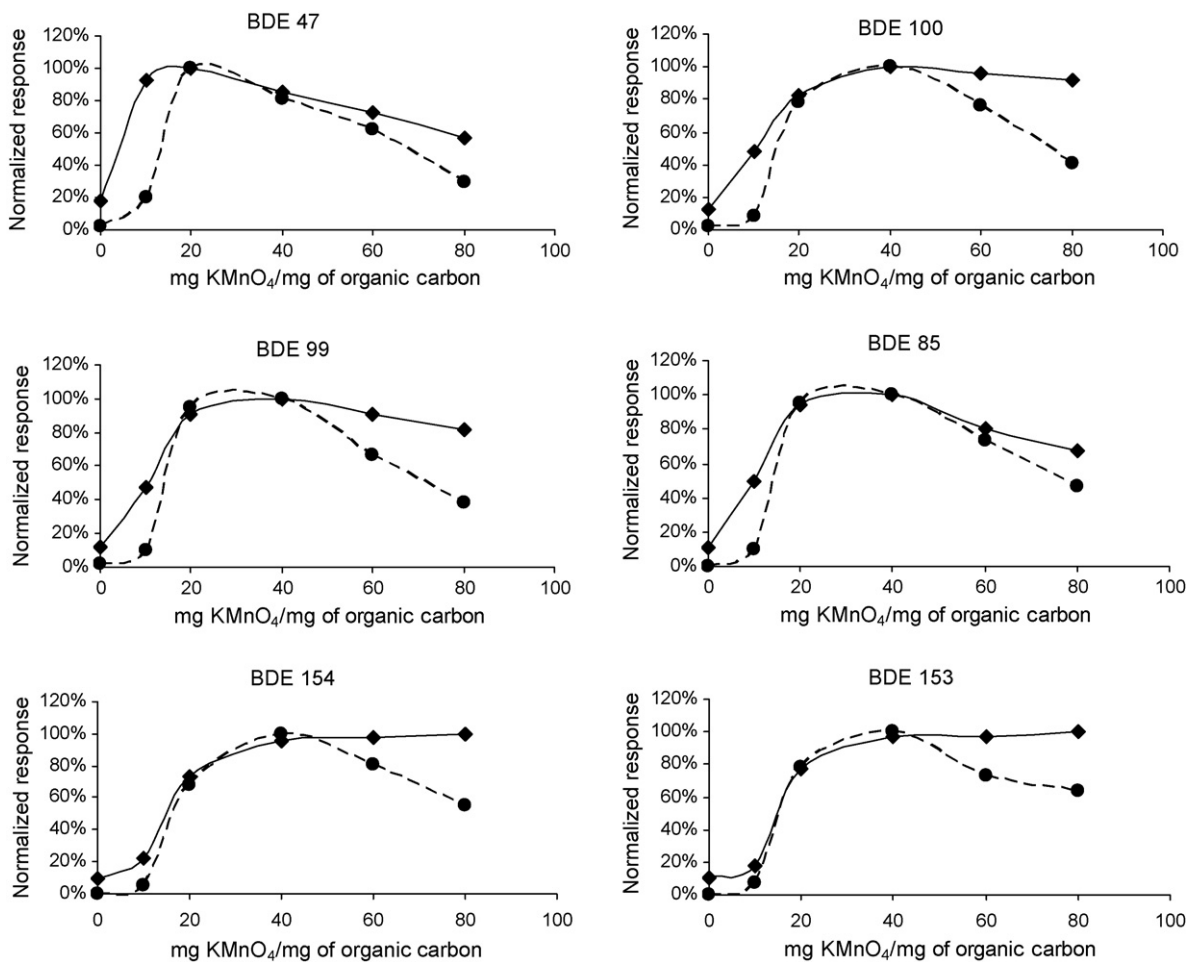 BDE 47
Normalized response
120%
100%
80%
60%
40%
20%
0%
0 20 40 60 80 100
mg KMnO₄/mg of organic carbon
BDE 100
Normalized response
120%
100%
80%
60%
40%
20%
0%
0 20 40 60 80 100
mg KMnO₄/mg of organic carbon
BDE 99
Normalized response
120%
100%
80%
60%
40%
20%
0%
0 20 40 60 80 100
mg KMnO₄/mg of organic carbon
BDE 85
Normalized response
120%
100%
80%
60%
40%
20%
0%
0 20 40 60 80 100
mg KMnO₄/mg of organic carbon
BDE 154
Normalized response
120%
100%
80%
60%
40%
20%
0%
0 20 40 60 80 100
mg KMnO₄/mg of organic carbon
BDE 153
Normalized response
120%
100%
80%
60%
40%
20%
0%
0 20 40 60 80 100
mg KMnO₄/mg of organic carbon